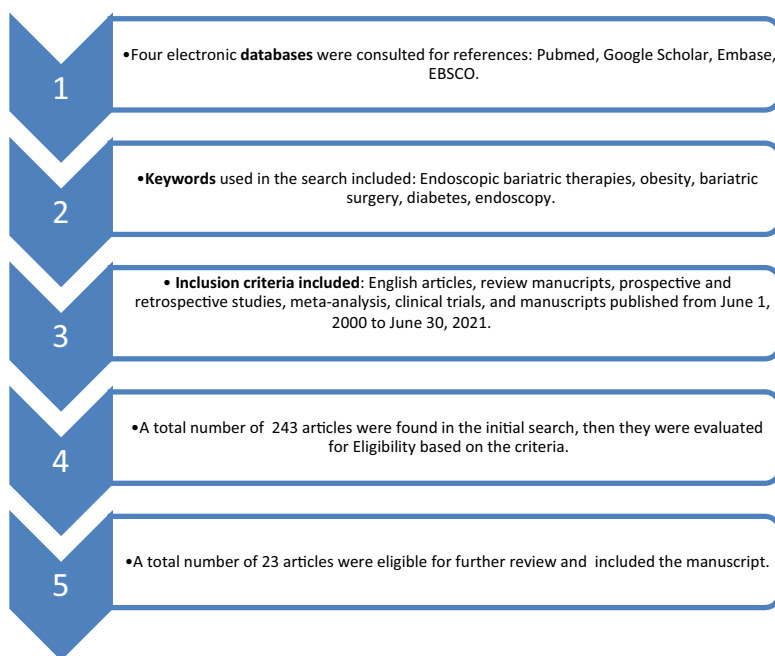 1
•Four electronic databases were consulted for references: Pubmed, Google Scholar, Embase,
EBSCO.
2
•Keywords used in the search included: Endoscopic bariatric therapies, obesity, bariatric
surgery, diabetes, endoscopy.
3
• Inclusion criteria included: English articles, review manucripts, prospective and
retrospective studies, meta-analysis, clinical trials, and manuscripts published from June 1,
2000 to June 30, 2021.
4
•A total number of 243 articles were found in the initial search, then they were evaluated
for Eligibility based on the criteria.
5
•A total number of 23 articles were eligible for further review and included the manuscript.